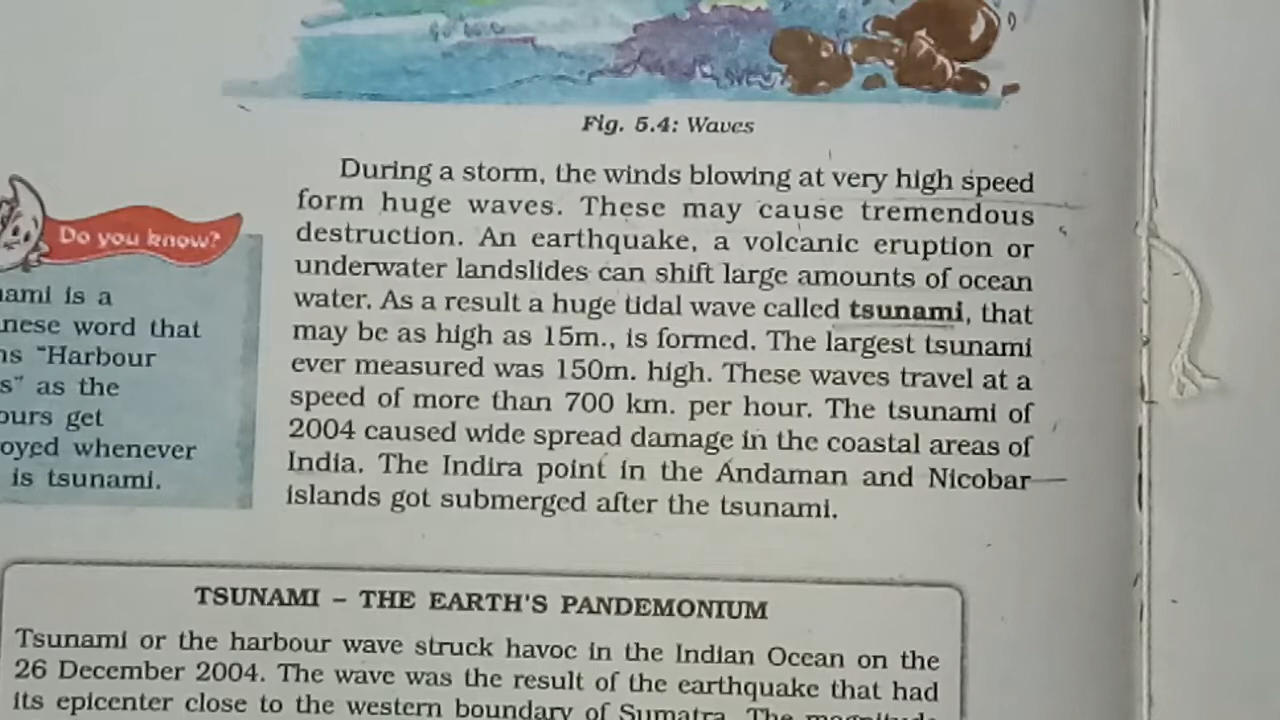 Fig. 5.4: Waves
During a storm, the winds blowing at very high speed
form huge waves. These may cause tremendous
destruction. An earthquake, a volcanic eruption or
underwater landslides can shift large amounts of ocean
water. As a result a huge tidal wave called tsunami, that
may be as high as 15m., is formed. The largest tsunami
ever measured was 150m. high. These waves travel at a
speed of more than 700 km. per hour. The tsunami of
2004 caused wide spread damage in the coastal areas of
India. The Indira point in the Andaman and Nicobar
islands got submerged after the tsunami.
Do you know?
ami is a
nese word that
"Harbour
s" as the
ours get
oyed whenever
is tsunami.
TSUNAMI – THE EARTH'S PANDEMONIUM
Tsunami or the harbour wave struck havoc in the Indian Ocean on the
26 December 2004. The wave was the result of the earthquake that had
its epicenter close to the western boundary of Sumatra. The magnitude